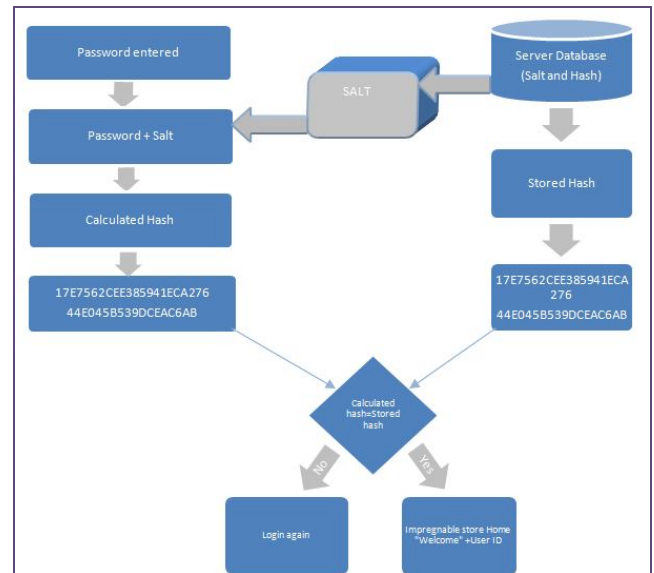 Password entered
Server Database
(Salt and Hash)
SALT
Password + Salt
Stored Hash
Calculated Hash
17E7562CEE385941ECA276
44E045B539DCEAC6AB
17E7562CEE385941ECA
276
44E045B539DCEAC6AB
Calculated
hash=Stored
hash
No
Yes
Login again
Impregnable store Home
"Welcome" +User ID